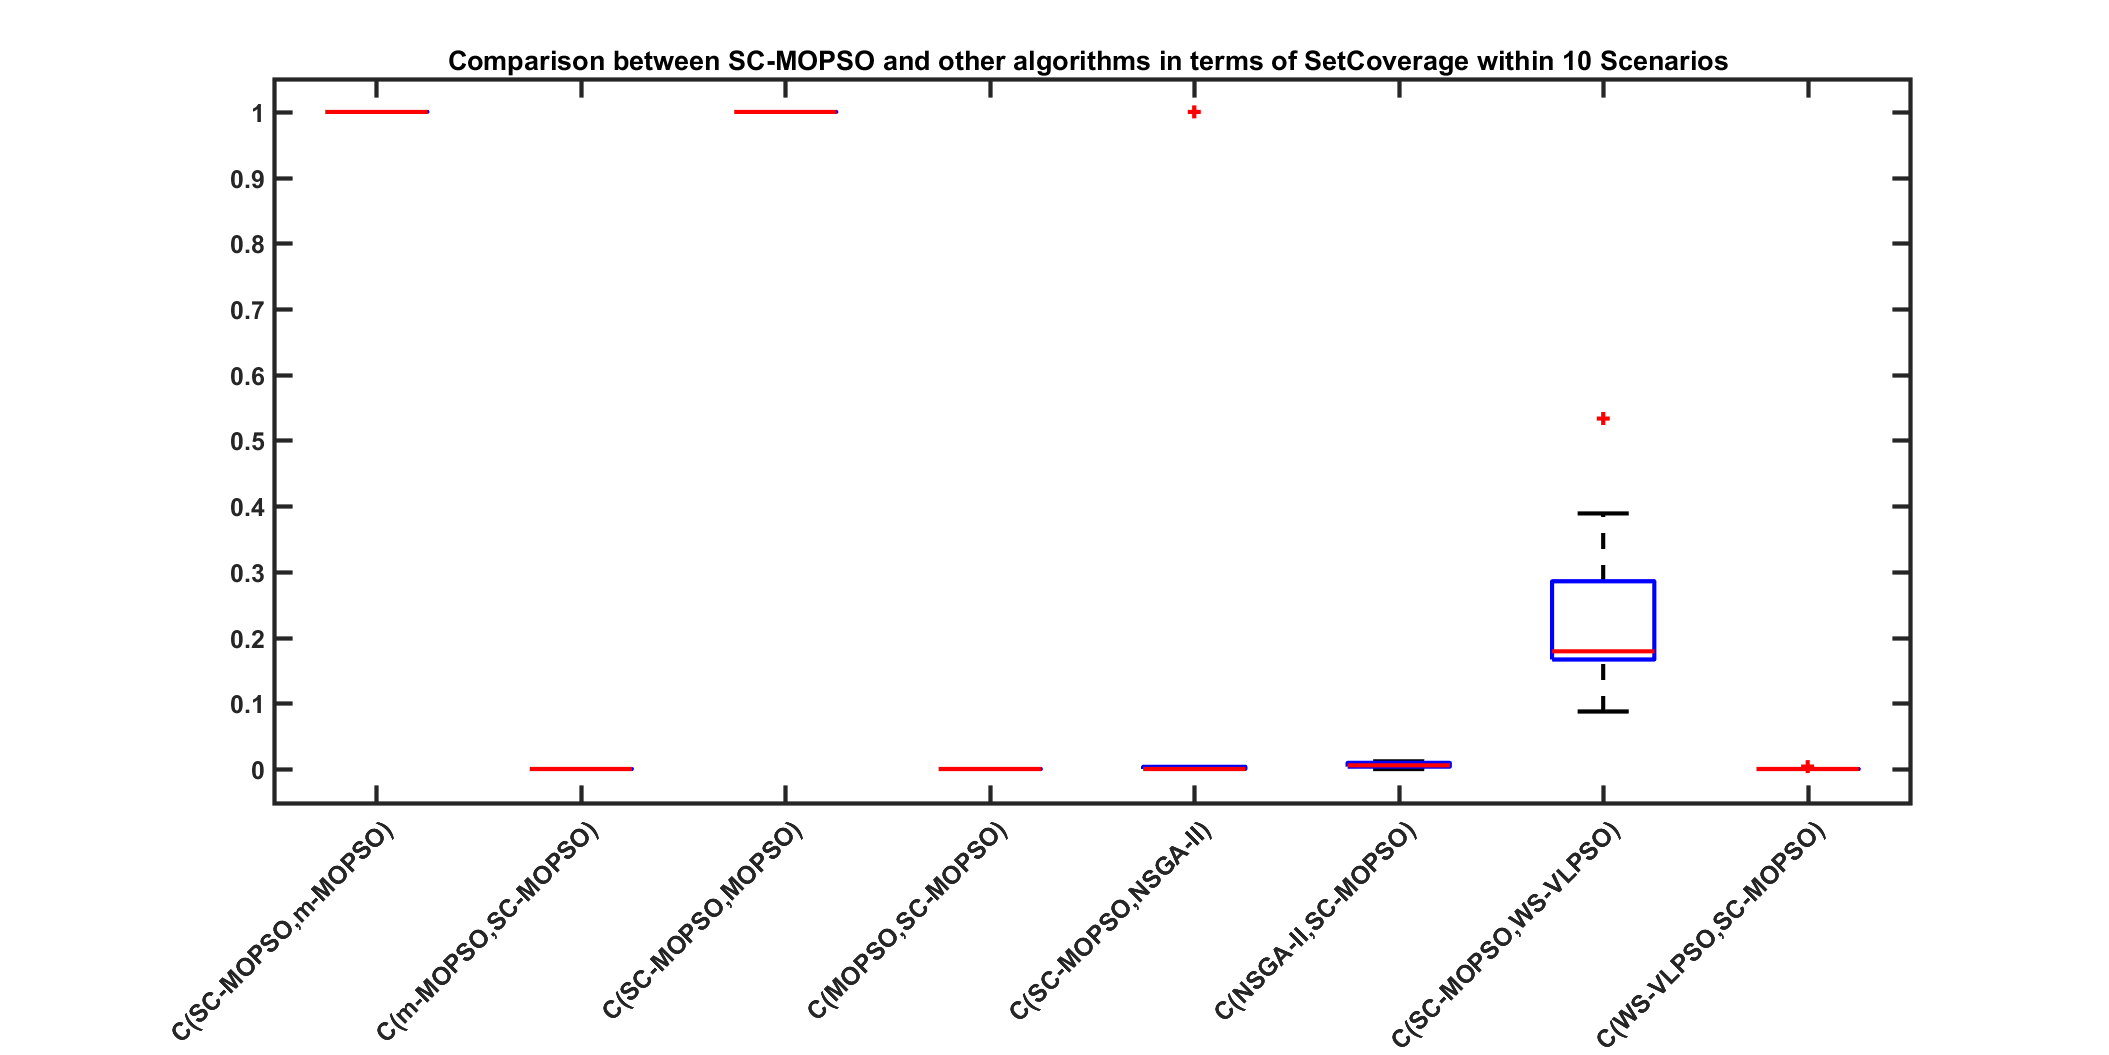 Comparison between SC-MOPSO and other algorithms in terms of SetCoverage within 10 Scenarios
1
0.9
0.8
0.7
0.6
0.5
0.4
0.3
0.2
0.1
0
C(SC-MOPSO,m-MOPSO)
C(m-MOPSO,SC-MOPSO)
C(SC-MOPSO,MOPSO)
C(MOPSO,SC-MOPSO)
C(SC-MOPSO,NSGA-II)
C(NSGA-II,SC-MOPSO)
C(SC-MOPSO,WS-VLPSO)
C(WS-VLPSO,SC-MOPSO)